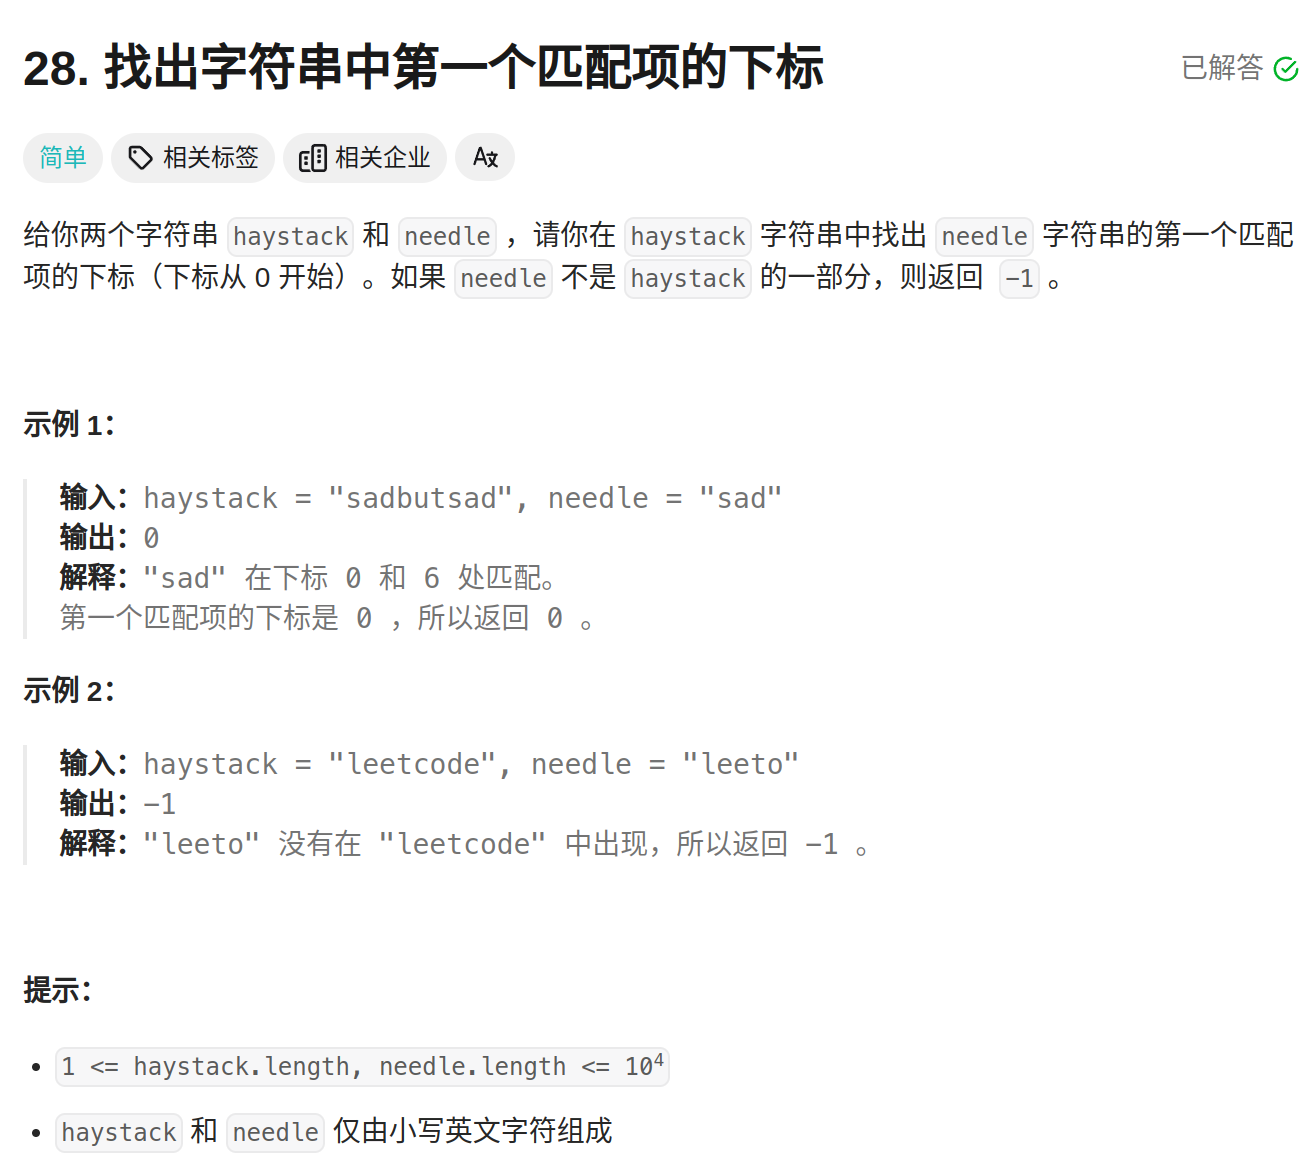 28. 找出字符串中第一个匹配项的下标
已解答
简单 相关标签 相关企业 A文
给你两个字符串 haystack 和 needle ，请你在 haystack 字符串中找出 needle 字符串的第一个匹配
项的下标（下标从 0 开始）。如果 needle 不是 haystack 的一部分，则返回 -1 。
示例 1：
输入：haystack = "sadbutsad", needle = "sad"
输出：0
解释："sad" 在下标 0 和 6 处匹配。
第一个匹配项的下标是 0 ，所以返回 0 。
示例 2：
输入：haystack = "leetcode", needle = "leeto"
输出：-1
解释："leeto" 没有在 "leetcode" 中出现，所以返回 -1 。
提示：
• 1 <= haystack.length, needle.length <= 10⁴
• haystack 和 needle 仅由小写英文字符组成